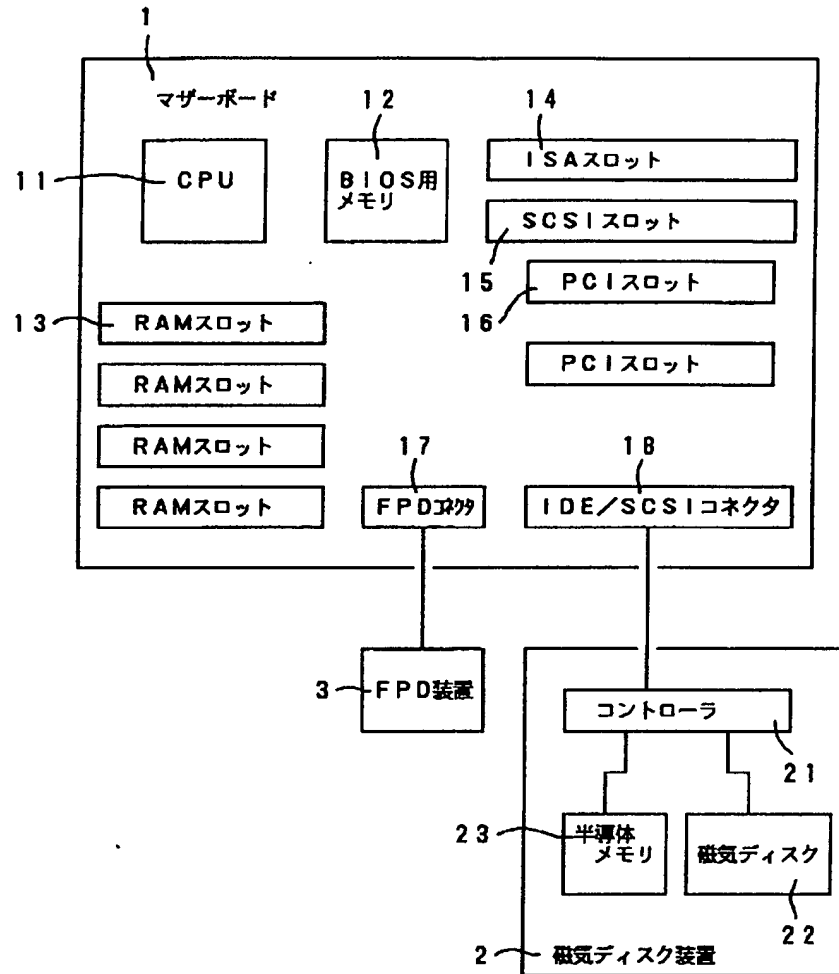 1
マザーボード
12
14
11
CPU
BIOS用
メモリ
ISAスロット
SCSIスロット
15
PCIスロット
16
13
RAMスロット
RAMスロット
PCIスロット
RAMスロット
17
18
RAMスロット
FPDコネクタ
IDE/SCSIコネクタ
3
FPD装置
コントローラ
21
23
半導体
メモリ
磁気ディスク
22
2
磁気ディスク装置